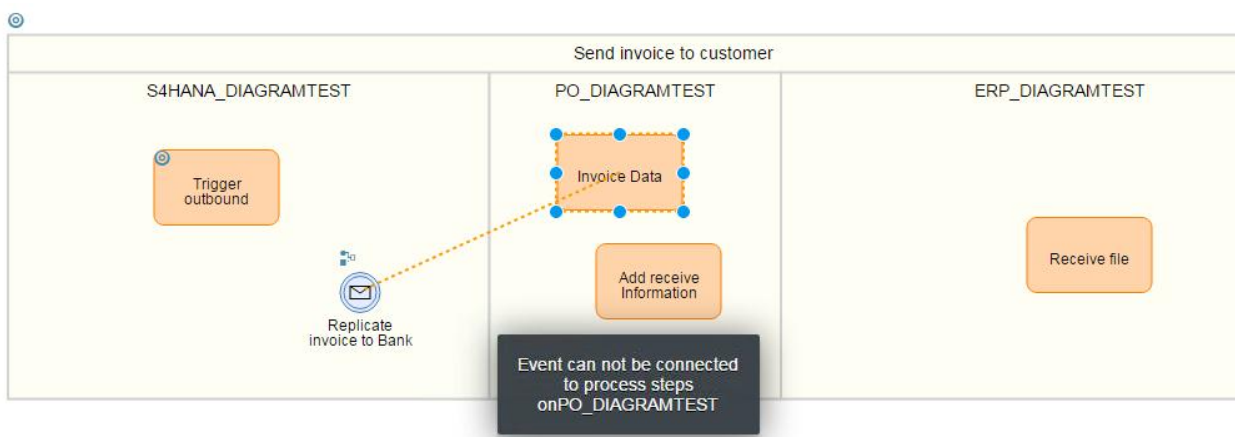 Send invoice to customer
S4HANA_DIAGRAMTEST
PO_DIAGRAMTEST
ERP_DIAGRAMTEST
Trigger
outbound
Invoice Data
Replicate
invoice to Bank
Add receive
Information
Receive file
Event can not be connected
to process steps
onPO_DIAGRAMTEST